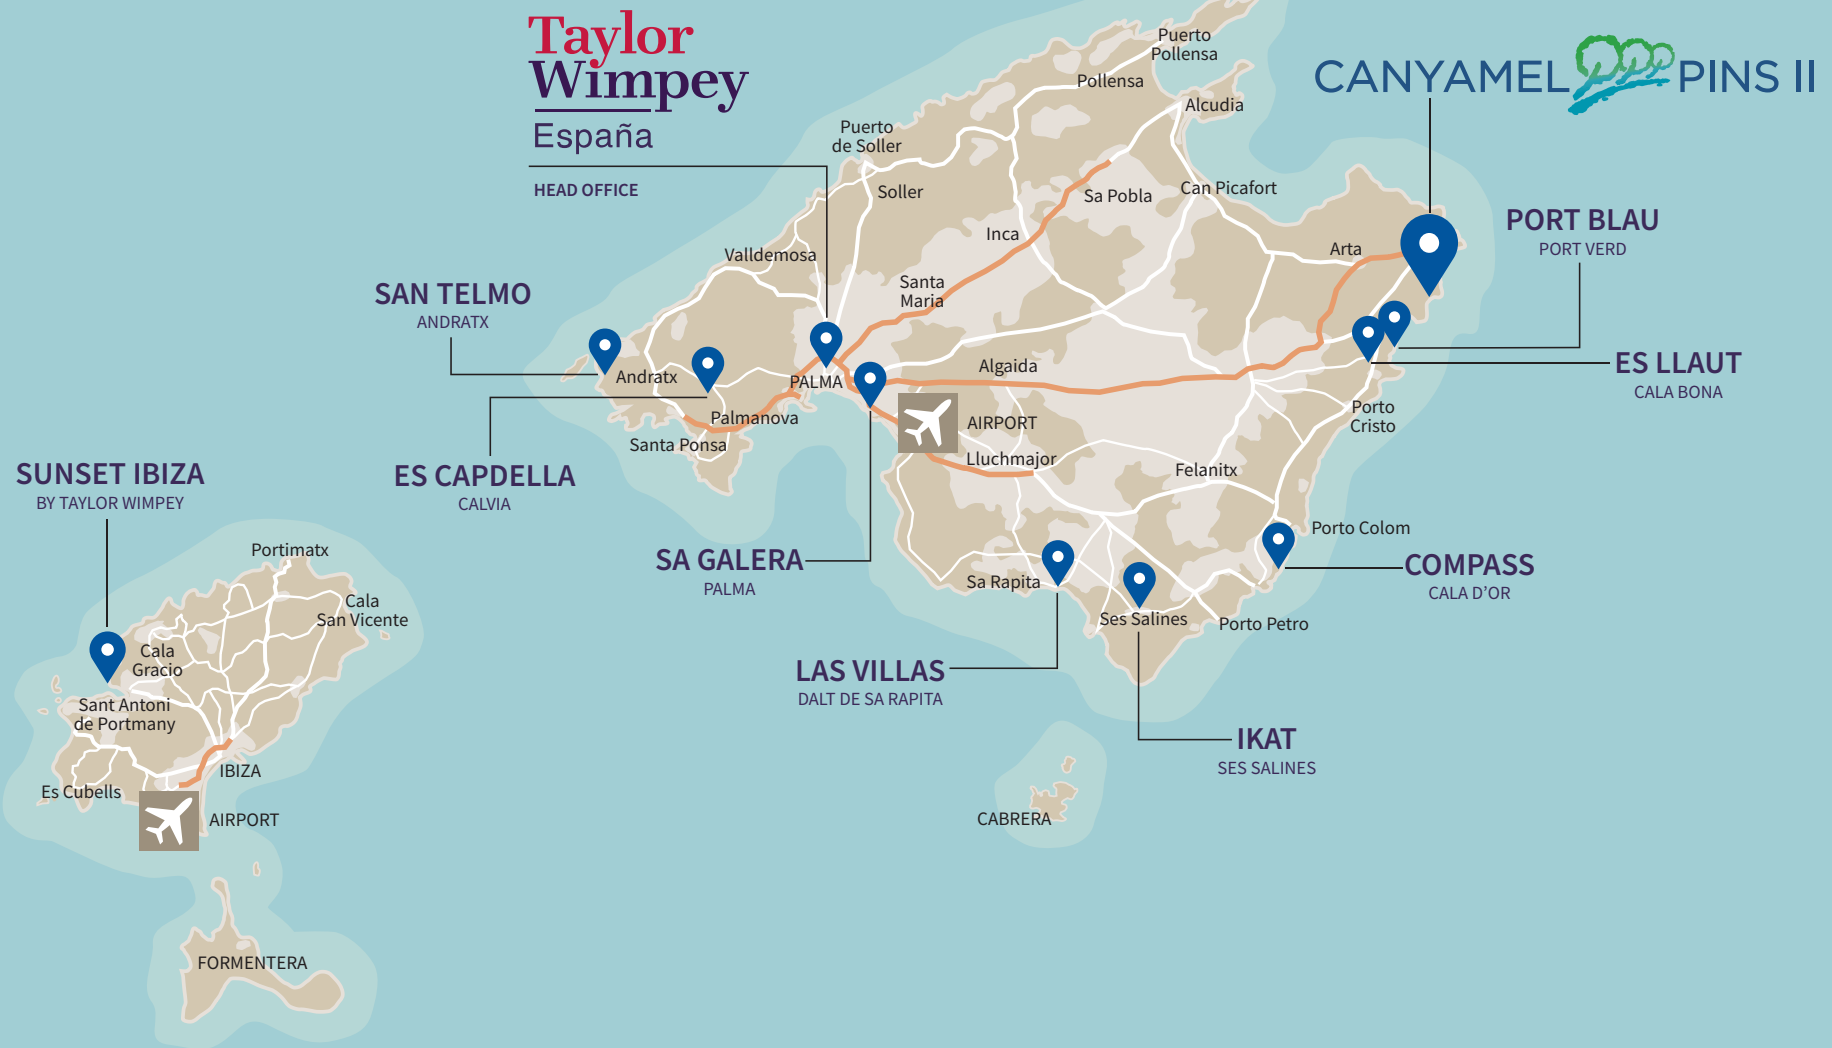 Taylor
Wimpey
España
HEAD OFFICE
CANYAMEL PINS II
Puerto
Pollensa
Pollensa
Alcudia
Puerto
de Soller
Soller
Sa Pobla
Can Picafort
Inca
Arta
Valldemosa
Santa
Maria
PORT BLAU
PORT VERD
SAN TELMO
ANDRATX
Andratx
PALMA
Algaida
ES LLAUT
CALA BONA
Palmanova
Santa Ponsa
AIRPORT
Porto
Cristo
Lluchmajor
Felanitx
ES CAPDELLA
CALVIA
SUNSET IBIZA
BY TAYLOR WIMPEY
Porto Colom
SA GALERA
PALMA
COMPASS
CALA D'OR
Sa Rapita
Ses Salines
Porto Petro
LAS VILLAS
DALT DE SA RAPITA
IKAT
SES SALINES
Portimatx
Cala
San Vicente
Cala
Gracio
Sant Antoni
de Portmany
IBIZA
Es Cubells
AIRPORT
CABRERA
FORMENTERA